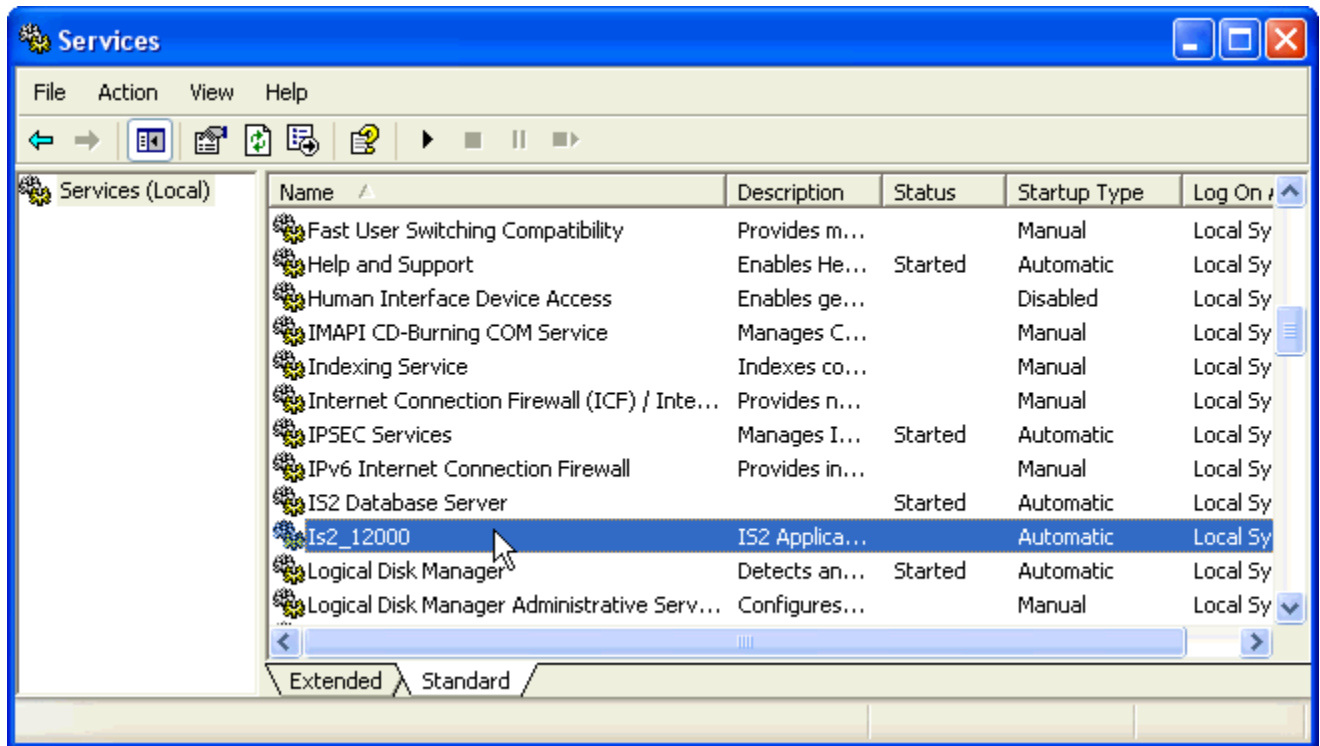 Services
File Action View Help
Services (Local)
Name Description Status Startup Type Log On
Fast User Switching Compatibility Provides m... Manual Local Sy
Help and Support Enables He... Started Automatic Local Sy
Human Interface Device Access Enables ge... Disabled Local Sy
IMAPI CD-Burning COM Service Manages C... Manual Local Sy
Indexing Service Indexes co... Manual Local Sy
Internet Connection Firewall (ICF) / Inte... Provides n... Manual Local Sy
IPSEC Services Manages I... Started Automatic Local Sy
IPv6 Internet Connection Firewall Provides in... Manual Local Sy
IS2 Database Server Started Automatic Local Sy
Is2_12000 IS2 Applica... Automatic Local Sy
Logical Disk Manager Detects an... Started Automatic Local Sy
Logical Disk Manager Administrative Serv... Configures... Manual Local Sy
Extended Standard